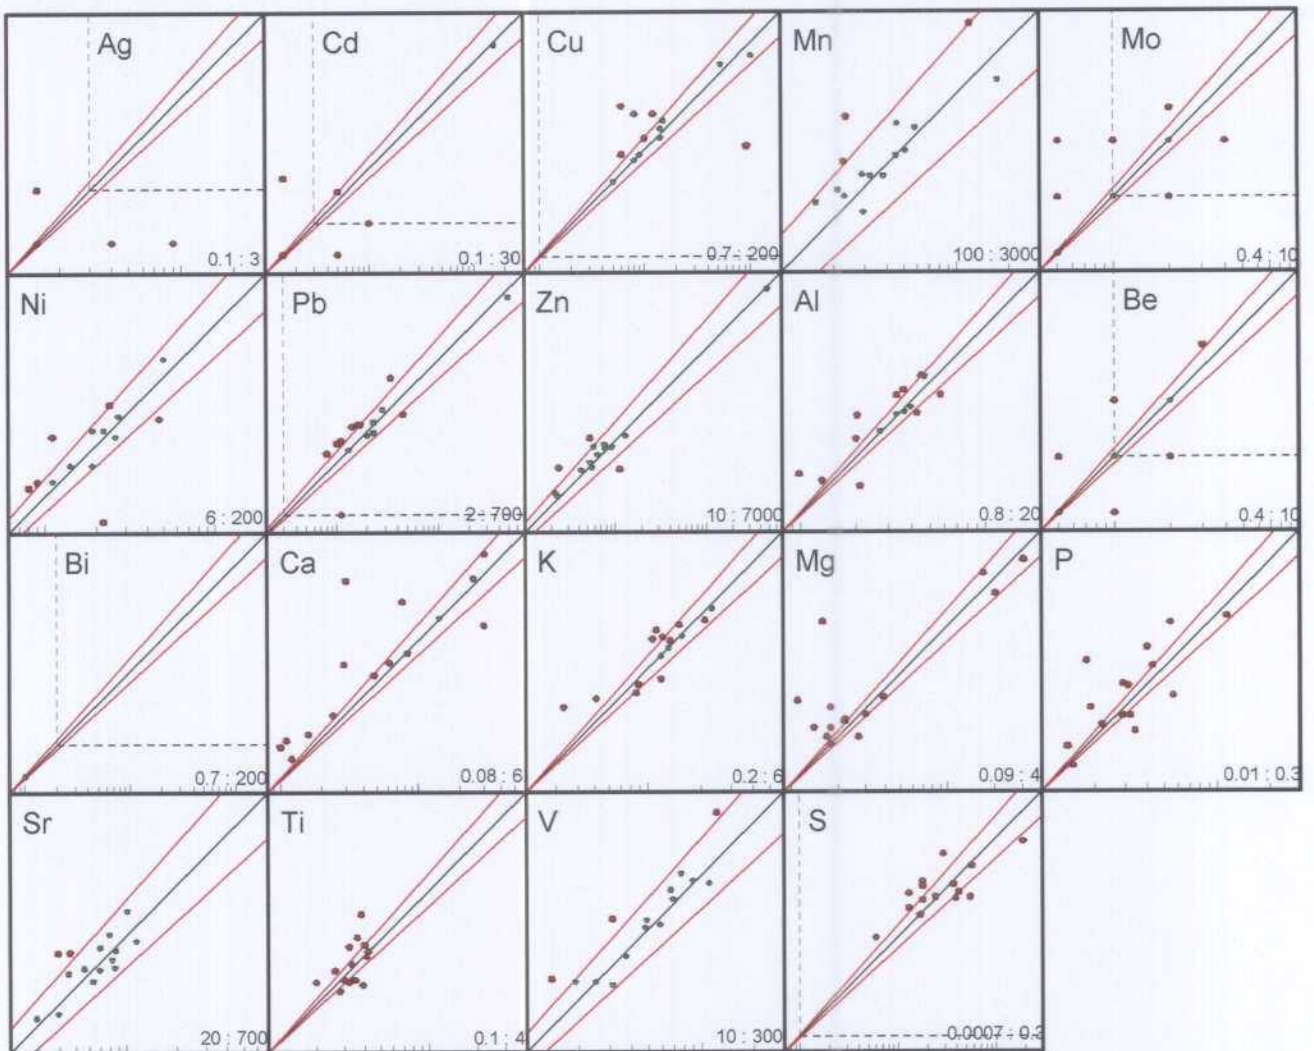 Ag
0.1 : 3
Cd
0.1 : 30
Cu
0.7 : 200
Mn
100 : 3000
Mo
0.4 : 10
Ni
6 : 200
Pb
2 : 790
Zn
10 : 7000
Al
0.8 : 20
Be
0.4 : 10
Bi
0.7 : 200
Ca
0.08 : 6
K
0.2 : 6
Mg
0.09 : 4
P
0.01 : 0.3
Sr
20 : 700
Ti
0.1 : 4
V
10 : 300
S
0.0007 : 0.3